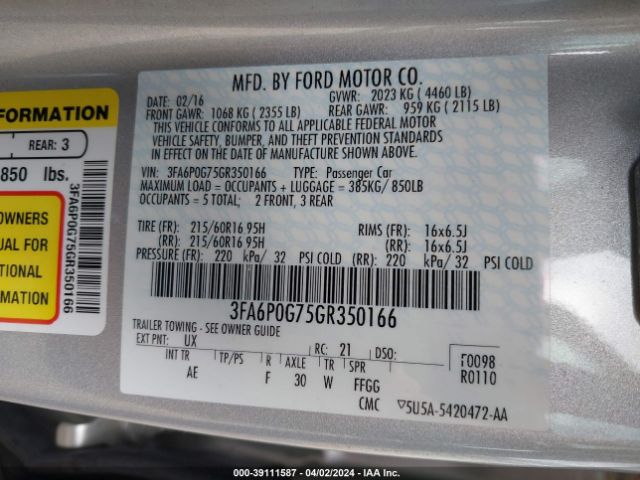 FORMATION
REAR: 3
850 lbs.
OWNERS
UAL FOR
TIONAL
RMATION
3FA6P0G75GR350166
MFD. BY FORD MOTOR CO.
DATE: 02/16 GVWR: 2023 KG ( 4460 LB)
FRONT GAWR: 1068 KG ( 2355 LB) REAR GAWR: 959 KG ( 2115 LB)
THIS VEHICLE CONFORMS TO ALL APPLICABLE FEDERAL MOTOR
VEHICLE SAFETY, BUMPER, AND THEFT PREVENTION STANDARDS
IN EFFECT ON THE DATE OF MANUFACTURE SHOWN ABOVE.
VIN: 3FA6P0G75GR350166 TYPE: Passenger Car
MAXIMUM LOAD = OCCUPANTS + LUGGAGE = 385KG/ 850LB
OCCUPANTS = 5 TOTAL; 2 FRONT, 3 REAR
TIRE (FR): 215/60R16 95H RIMS (FR): 16x6.5J
(RR): 215/60R16 95H (RR): 16x6.5J
PRESSURE (FR): 220 kPa/ 32 PSI COLD (RR): 220 kPa/ 32 PSI COLD
3FA6P0G75GR350166
TRAILER TOWING - SEE OWNER GUIDE
EXT PNT: UX RC: 21 DSO:
INT TR TP/PS R AXLE TR SPR
AE F 30 W FFGG
F0098
R0110
CMC ▽5U5A-5420472-AA
000-39111587 - 04/02/2024 - IAA Inc.